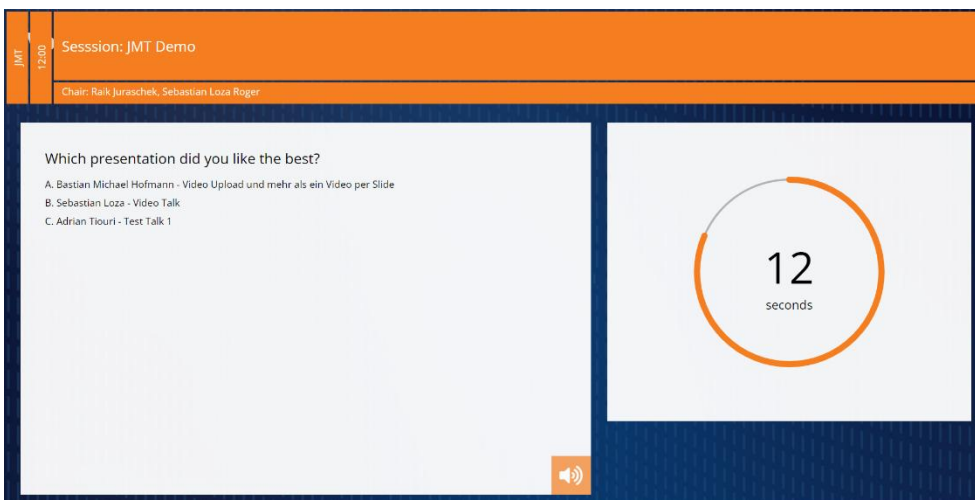 JMT
12:00
Sesssion: JMT Demo
Chair: Raik Juraschek, Sebastian Loza Roger
Which presentation did you like the best?
A. Bastian Michael Hofmann - Video Upload und mehr als ein Video per Slide
B. Sebastian Loza - Video Talk
C. Adrian Tiouri - Test Talk 1
12
seconds